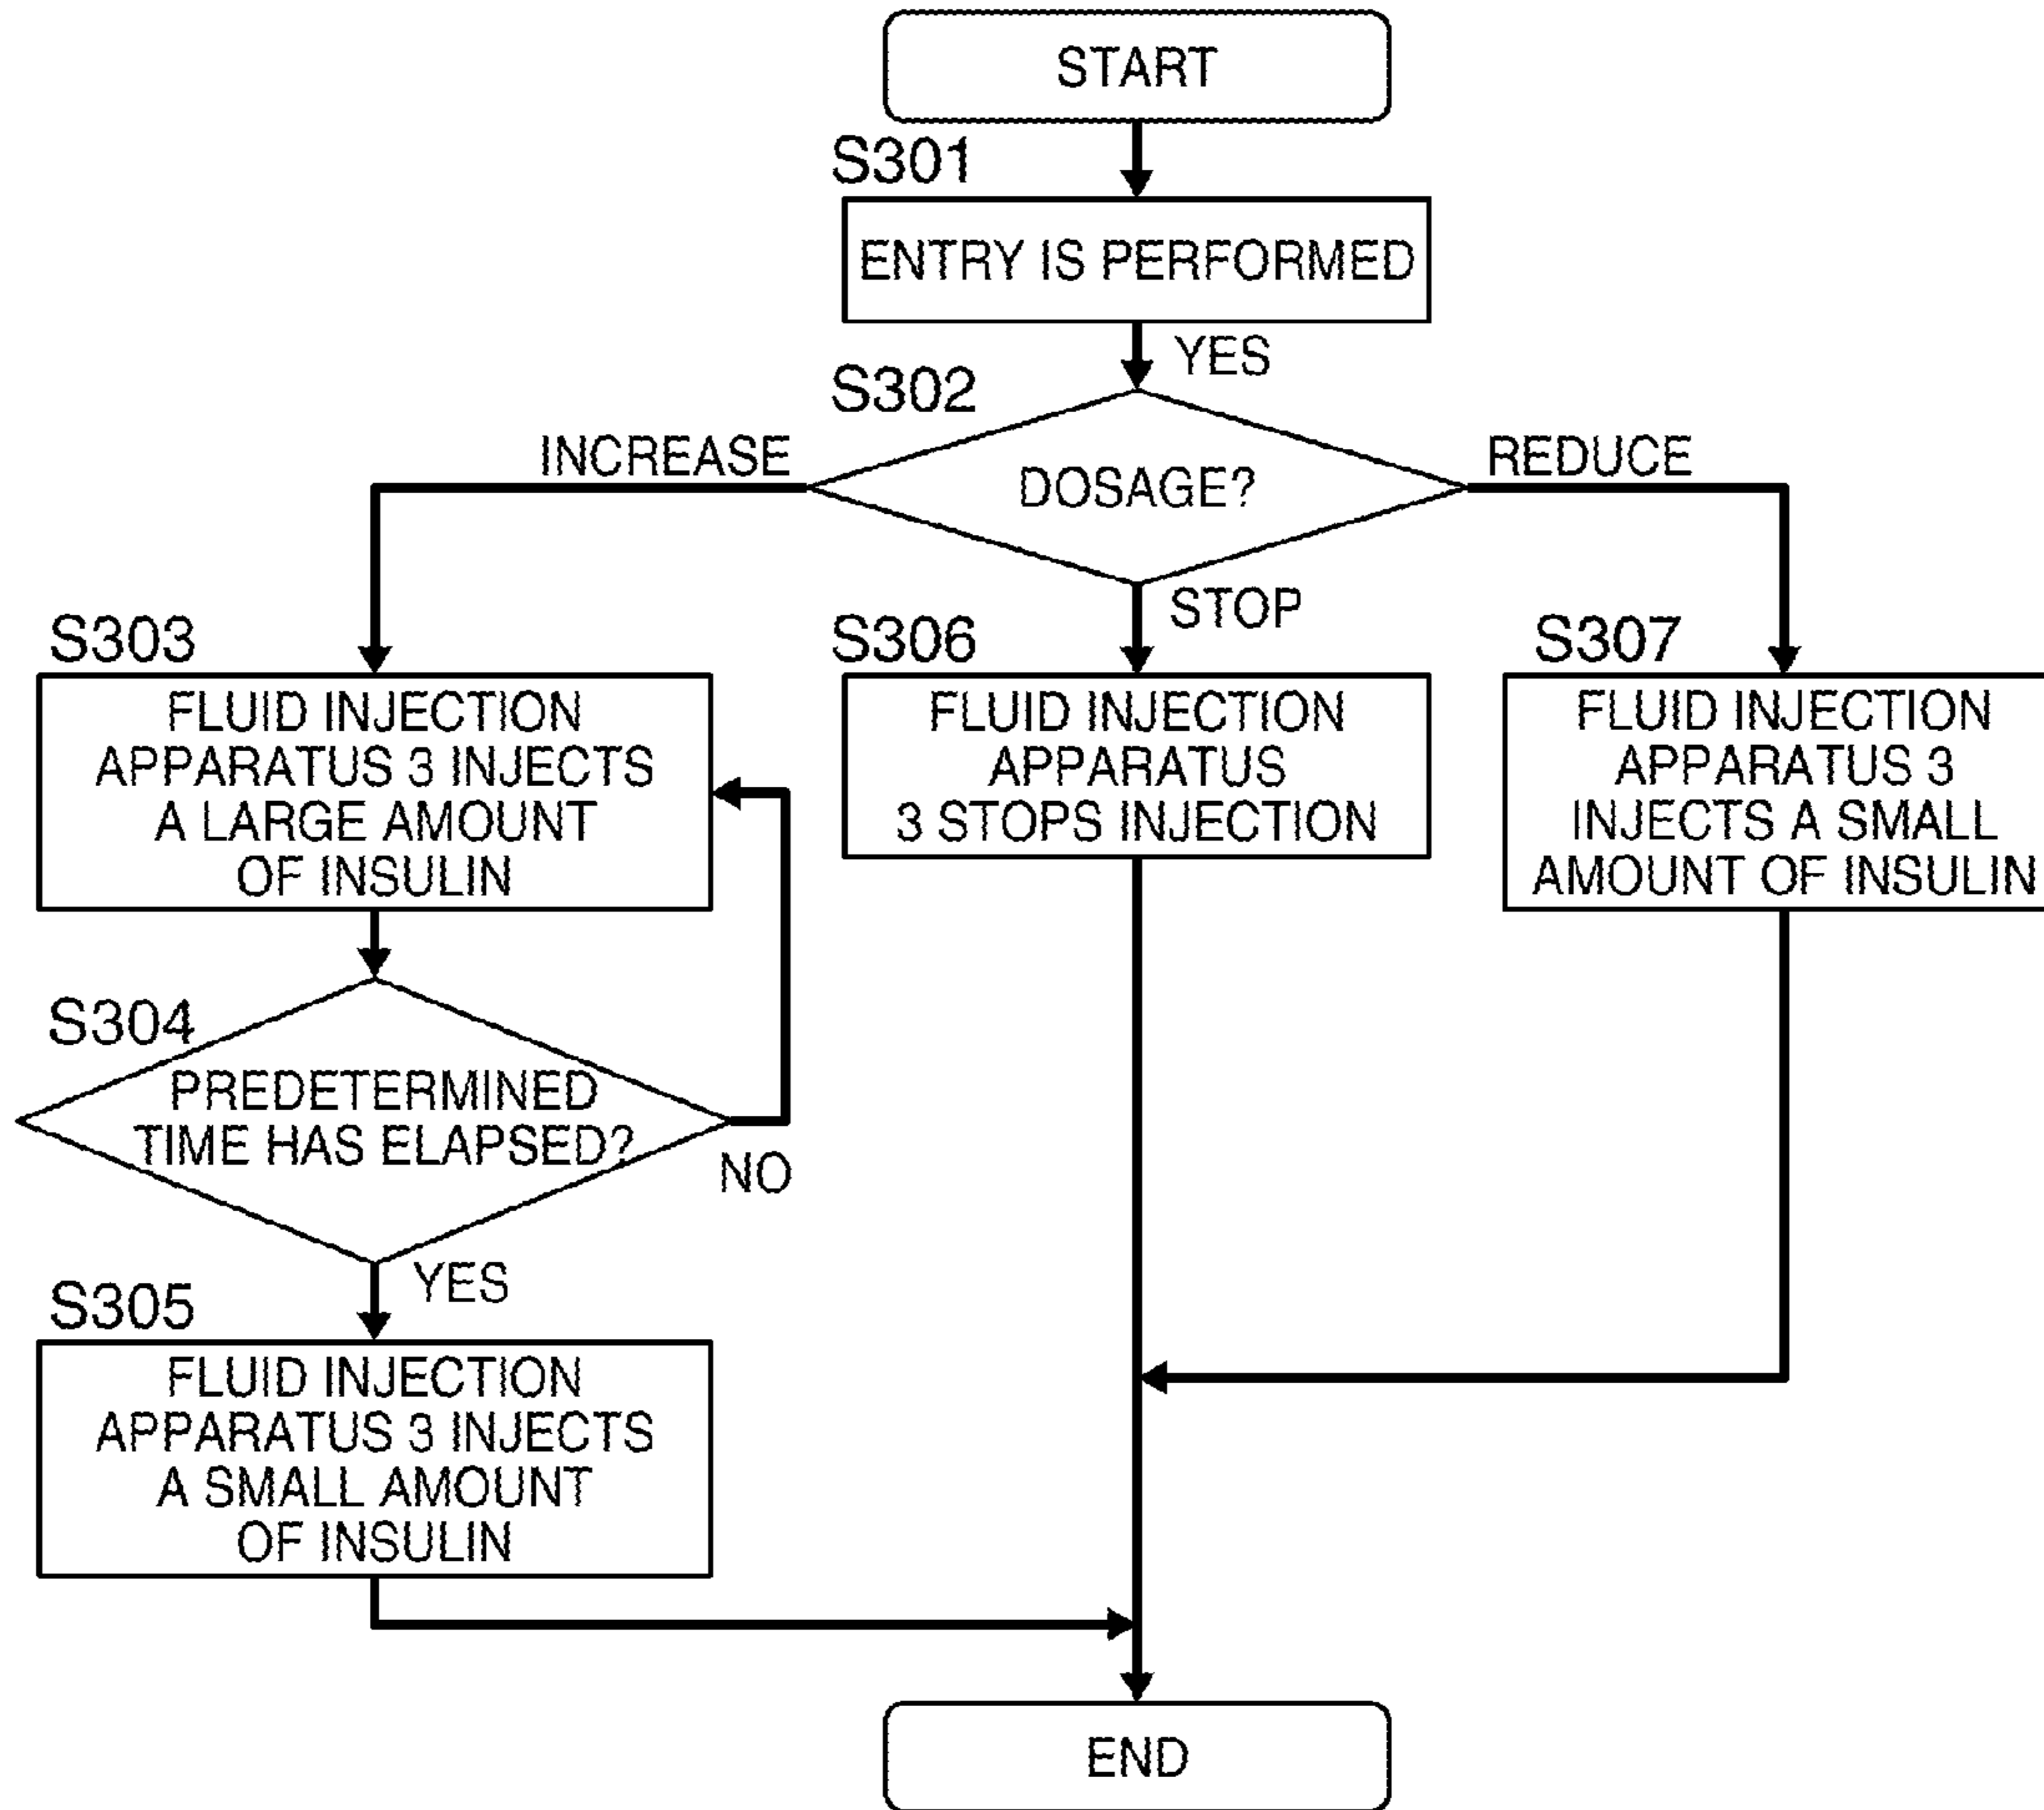 START
S301
ENTRY IS PERFORMED
YES
S302
INCREASE
DOSAGE?
REDUCE
STOP
S303
FLUID INJECTION
APPARATUS 3 INJECTS
A LARGE AMOUNT
OF INSULIN
S306
FLUID INJECTION
APPARATUS
3 STOPS INJECTION
S307
FLUID INJECTION
APPARATUS 3
INJECTS A SMALL
AMOUNT OF INSULIN
S304
PREDETERMINED
TIME HAS ELAPSED?
NO
YES
S305
FLUID INJECTION
APPARATUS 3 INJECTS
A SMALL AMOUNT
OF INSULIN
END